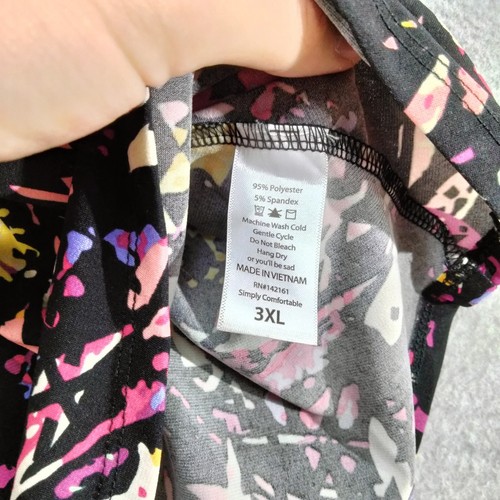 95% Polyester
5% Spandex
Machine Wash Cold
Gentle Cycle
Do Not Bleach
Hang Dry
or you'll be sad
MADE IN VIETNAM
RN#142161
Simply Comfortable
3XL